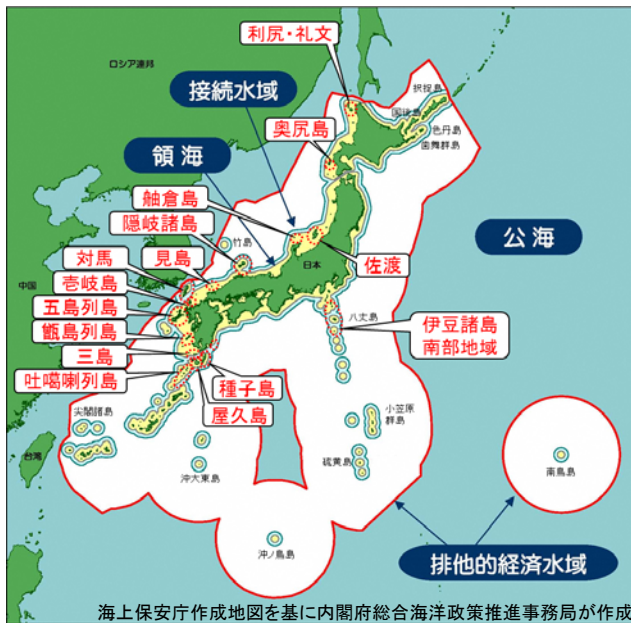 利尻・礼文
ロシア連邦
接続水域
択捉島
国後島
色丹島
歯舞群島
奥尻島
領海
舳倉島
隠岐諸島
竹島
公海
対馬
見島
佐渡
日本
中国
壱岐島
五島列島
八丈島
伊豆諸島
南部地域
甑島列島
三島
吐噶喇列島
種子島
屋久島
尖閣諸島
小笠原
群島
台湾
沖大東島
硫黄島
南鳥島
沖ノ鳥島
排他的経済水域
海上保安庁作成地図を基に内閣府総合海洋政策推進事務局が作成